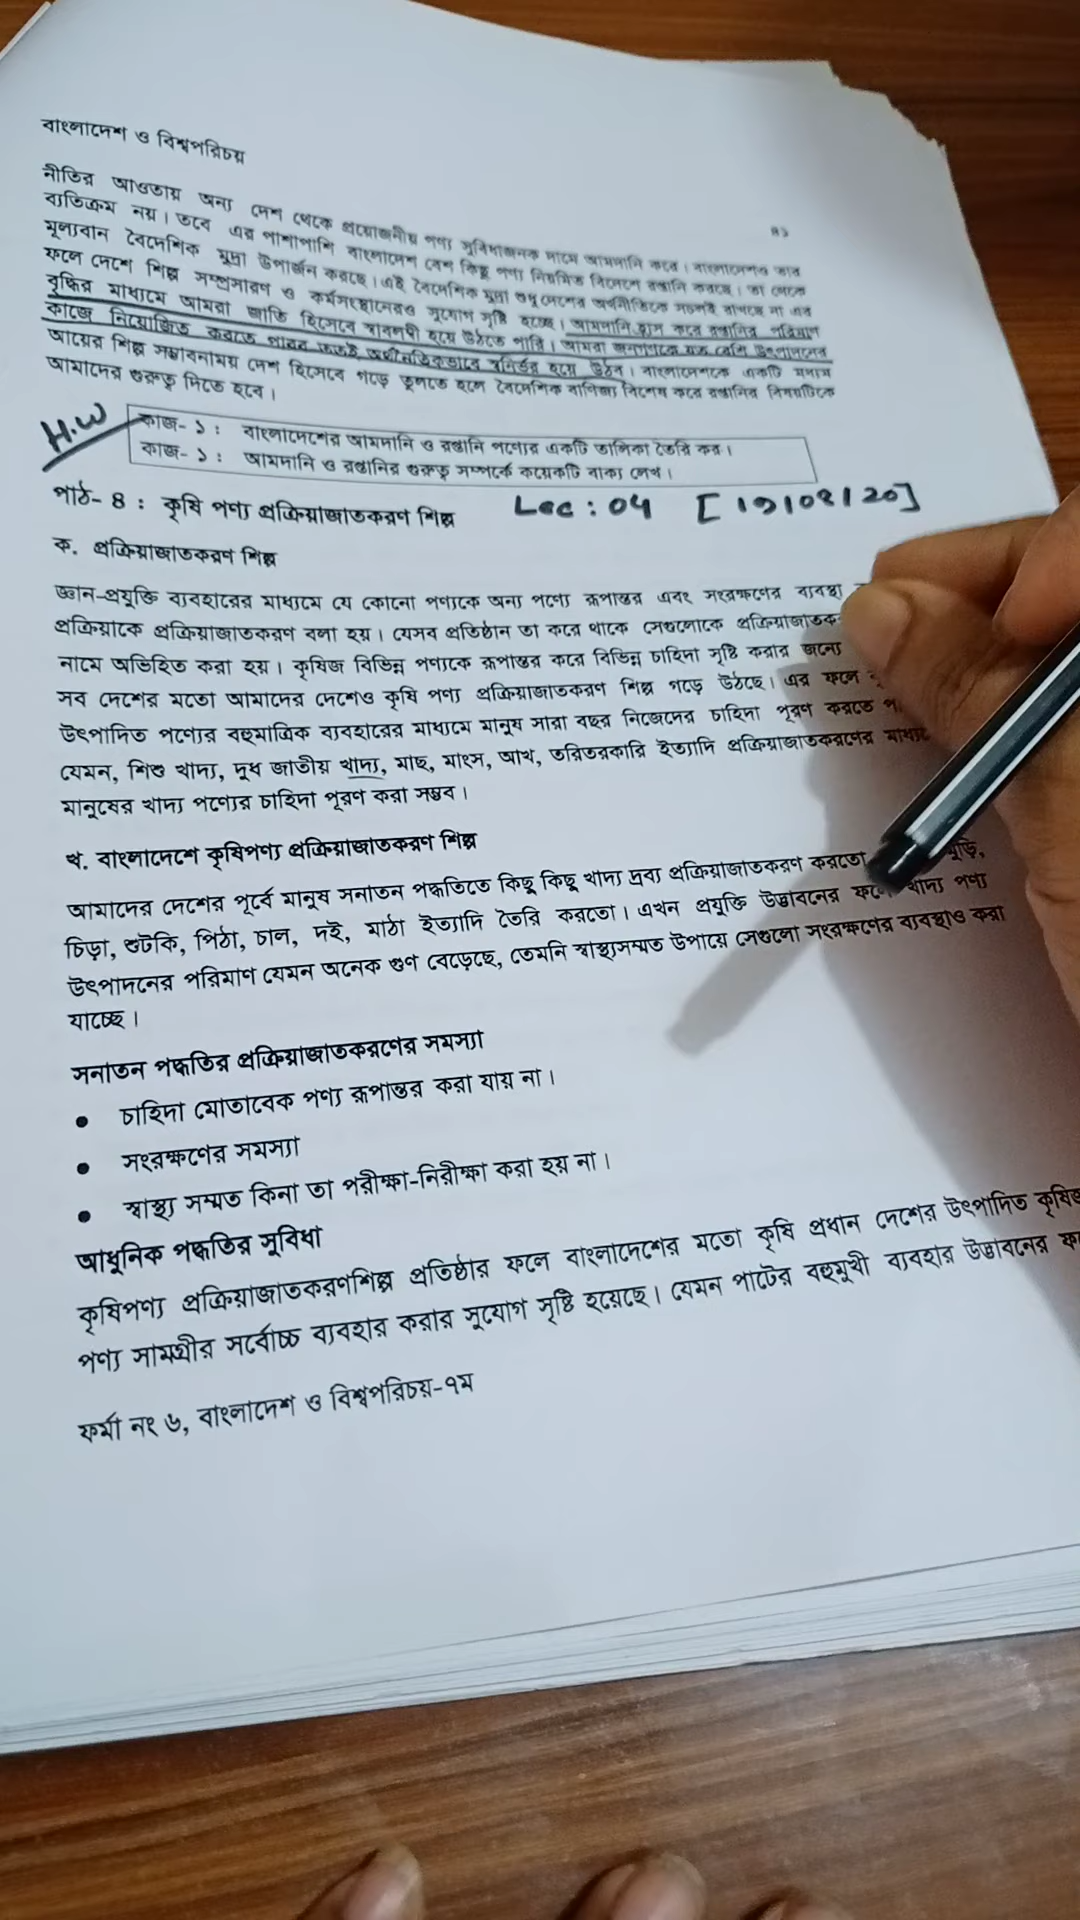 বাংলাদেশ ও বিশ্বপরিচয়
৪১
নীতির আওতায় অন্য দেশ থেকে প্রয়োজনীয় পণ্য সুবিধাজনক দামে আমদানি করে। বাংলাদেশও তার
ব্যতিক্রম নয়। তবে এর পাশাপাশি বাংলাদেশ বেশ কিছু পণ্য নিয়মিত বিদেশে রপ্তানি করছে। তা থেকে
মূল্যবান বৈদেশিক মুদ্রা উপার্জন করছে। এই বৈদেশিক মুদ্রা শুধু দেশের অর্থনীতিকে সচলই রাখছে না এর
ফলে দেশে শিল্প সম্প্রসারণ ও কর্মসংস্থানেরও সুযোগ সৃষ্টি হচ্ছে। আমদানি হ্রাস করে রপ্তানির পরিমাণ
বৃদ্ধির মাধ্যমে আমরা জাতি হিসেবে স্বাবলম্বী হয়ে উঠতে পারি। আমরা জনগণকে যত বেশি উৎপাদনের
কাজে নিয়োজিত করতে পারব ততই অর্থনৈতিকভাবে স্বনির্ভর হয়ে উঠব। বাংলাদেশকে একটি মধ্যম
আয়ের শিল্প সম্ভাবনাময় দেশ হিসেবে গড়ে তুলতে হলে বৈদেশিক বাণিজ্য বিশেষ করে রপ্তানির বিষয়টিকে
আমাদের গুরুত্ব দিতে হবে।
H.W
কাজ- ১ : বাংলাদেশের আমদানি ও রপ্তানি পণ্যের একটি তালিকা তৈরি কর।
কাজ- ১ : আমদানি ও রপ্তানির গুরুত্ব সম্পর্কে কয়েকটি বাক্য লেখ।
পাঠ- ৪ : কৃষি পণ্য প্রক্রিয়াজাতকরণ শিল্প Lec : 04 [19/08/20]
ক. প্রক্রিয়াজাতকরণ শিল্প
জ্ঞান-প্রযুক্তি ব্যবহারের মাধ্যমে যে কোনো পণ্যকে অন্য পণ্যে রূপান্তর এবং সংরক্ষণের ব্যবস্থা
প্রক্রিয়াকে প্রক্রিয়াজাতকরণ বলা হয়। যেসব প্রতিষ্ঠান তা করে থাকে সেগুলোকে প্রক্রিয়াজাতক
নামে অভিহিত করা হয়। কৃষিজ বিভিন্ন পণ্যকে রূপান্তর করে বিভিন্ন চাহিদা সৃষ্টি করার জন্যে
সব দেশের মতো আমাদের দেশেও কৃষি পণ্য প্রক্রিয়াজাতকরণ শিল্প গড়ে উঠছে। এর ফলে
উৎপাদিত পণ্যের বহুমাত্রিক ব্যবহারের মাধ্যমে মানুষ সারা বছর নিজেদের চাহিদা পূরণ করতে
যেমন, শিশু খাদ্য, দুধ জাতীয় খাদ্য, মাছ, মাংস, আখ, তরিতরকারি ইত্যাদি প্রক্রিয়াজাতকরণের
মানুষের খাদ্য পণ্যের চাহিদা পূরণ করা সম্ভব।
খ. বাংলাদেশে কৃষিপণ্য প্রক্রিয়াজাতকরণ শিল্প
আমাদের দেশের পূর্বে মানুষ সনাতন পদ্ধতিতে কিছু কিছু খাদ্য দ্রব্য প্রক্রিয়াজাতকরণ করতো
চিড়া, শুটকি, পিঠা, চাল, দই, মাঠা ইত্যাদি তৈরি করতো। এখন প্রযুক্তি উদ্ভাবনের ফলে খাদ্য পণ্য
উৎপাদনের পরিমাণ যেমন অনেক গুণ বেড়েছে, তেমনি স্বাস্থ্যসম্মত উপায়ে সেগুলো সংরক্ষণের ব্যবস্থাও করা
যাচ্ছে।
সনাতন পদ্ধতির প্রক্রিয়াজাতকরণের সমস্যা
• চাহিদা মোতাবেক পণ্য রূপান্তর করা যায় না।
• সংরক্ষণের সমস্যা
• স্বাস্থ্য সম্মত কিনা তা পরীক্ষা-নিরীক্ষা করা হয় না।
আধুনিক পদ্ধতির সুবিধা
কৃষিপণ্য প্রক্রিয়াজাতকরণশিল্প প্রতিষ্ঠার ফলে বাংলাদেশের মতো কৃষি প্রধান দেশের উৎপাদিত কৃষিজ
পণ্য সামগ্রীর সর্বোচ্চ ব্যবহার করার সুযোগ সৃষ্টি হয়েছে। যেমন পাটের বহুমুখী ব্যবহার উদ্ভাবনের
ফর্মা নং ৬, বাংলাদেশ ও বিশ্বপরিচয়-৭ম